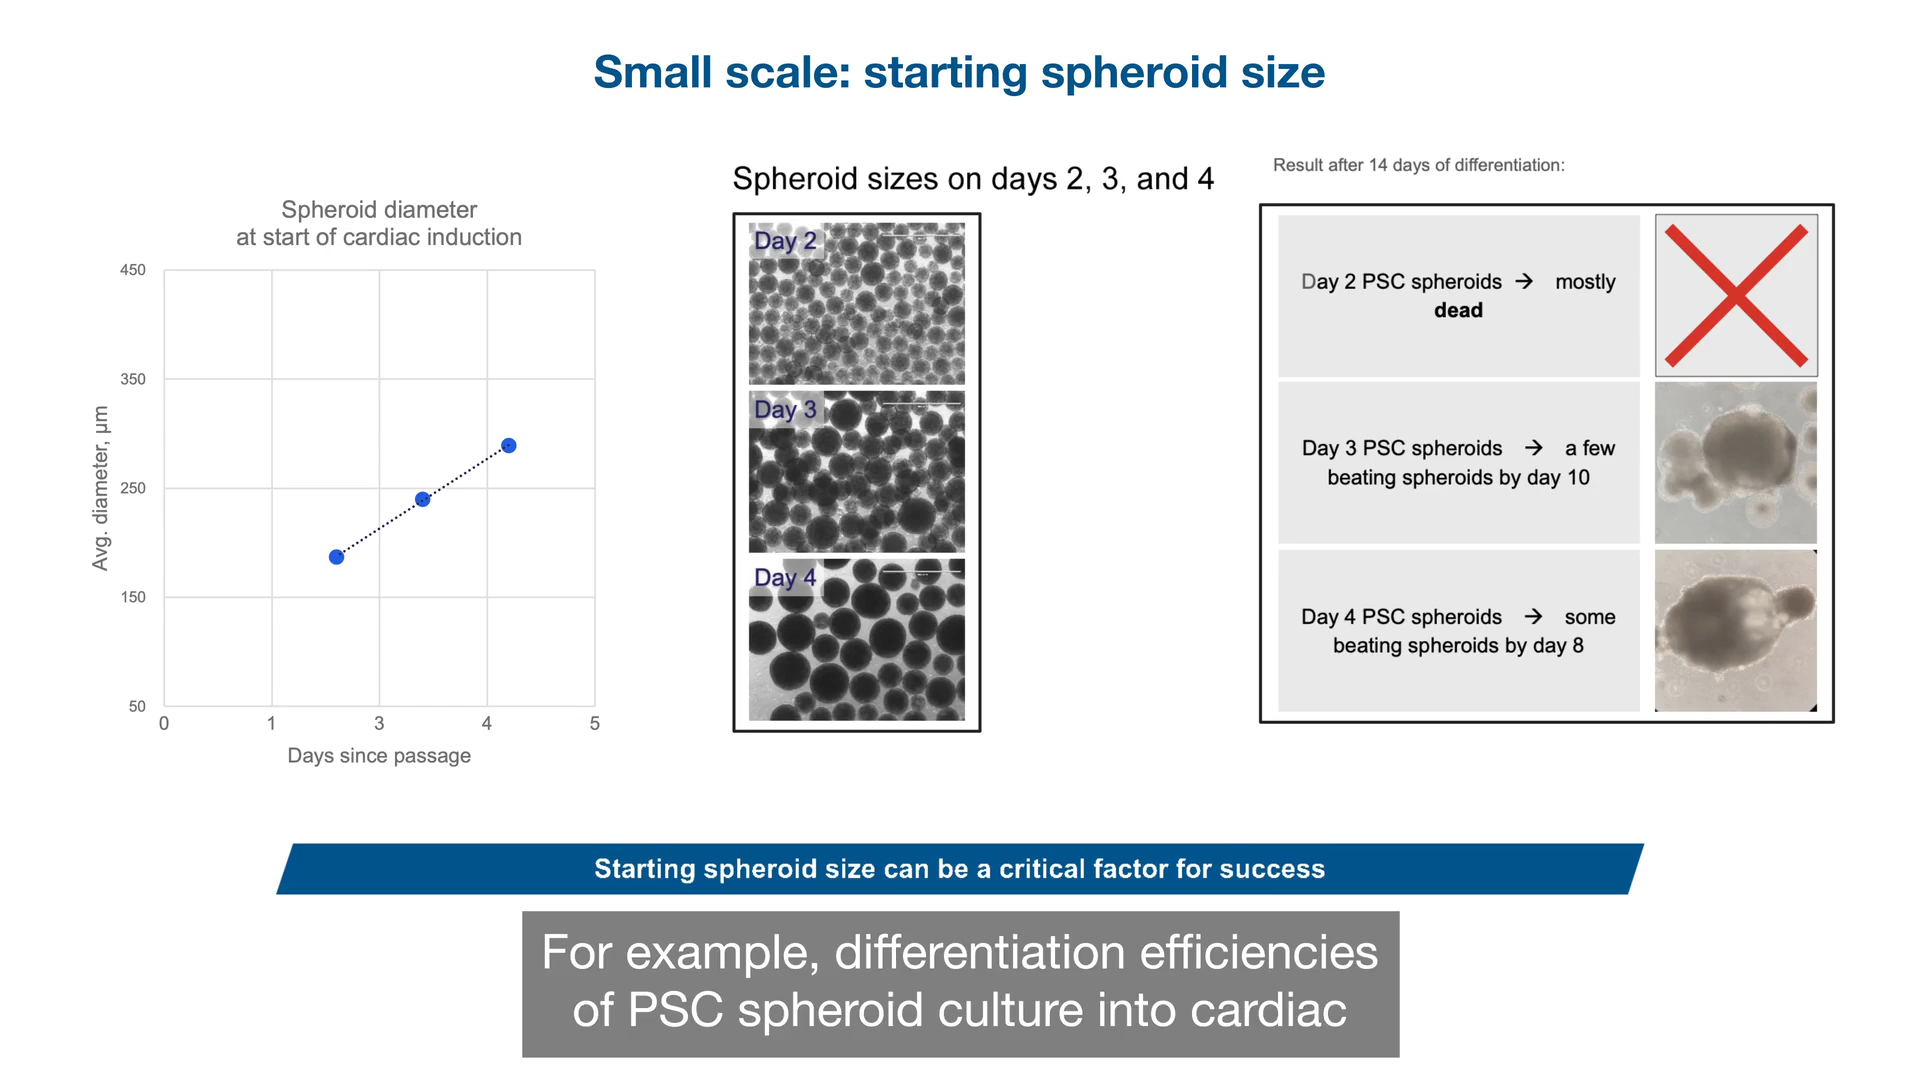 Small scale: starting spheroid size
Spheroid diameter
at start of cardiac induction
450
350
250
150
50
0 1 3 4 5
Avg. diameter, µm
Days since passage
Spheroid sizes on days 2, 3, and 4
Day 2
Day 3
Day 4
Result after 14 days of differentiation:
Day 2 PSC spheroids → mostly
dead
Day 3 PSC spheroids → a few
beating spheroids by day 10
Day 4 PSC spheroids → some
beating spheroids by day 8
Starting spheroid size can be a critical factor for success
For example, differentiation efficiencies
of PSC spheroid culture into cardiac